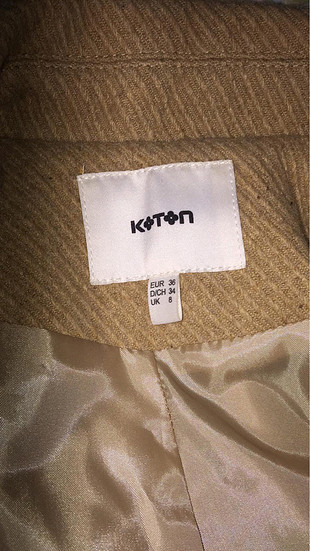 KOTON
EUR 36
D/CH 34
UK 8